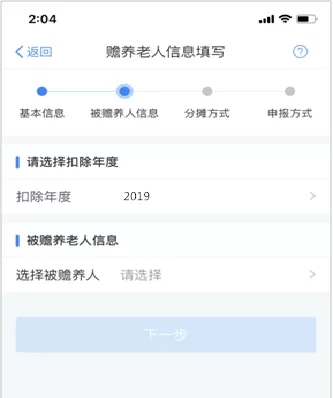 2:04
返回
赡养老人信息填写
?
基本信息
被赡养人信息
分摊方式
申报方式
请选择扣除年度
扣除年度 2019
被赡养老人信息
选择被赡养人 请选择
下一步